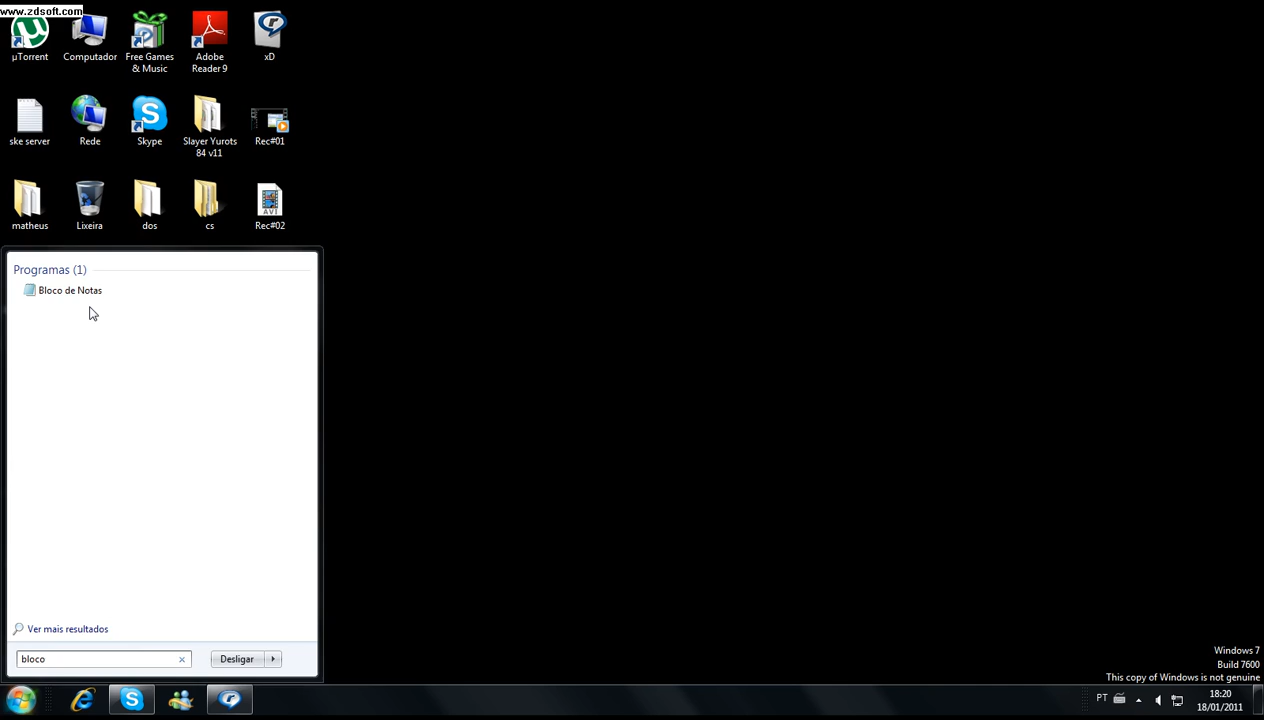 www.zdsoft.com
µTorrent
Computador
Free Games
& Music
Adobe
Reader 9
xD
ske server
Rede
Skype
Slayer Yurots
84 v11
Rec#01
matheus
Lixeira
dos
cs
AVI
Rec#02
Programas (1)
Bloco de Notas
Ver mais resultados
bloco
Desligar
Windows 7
Build 7600
This copy of Windows is not genuine
PT
18:20
18/01/2011